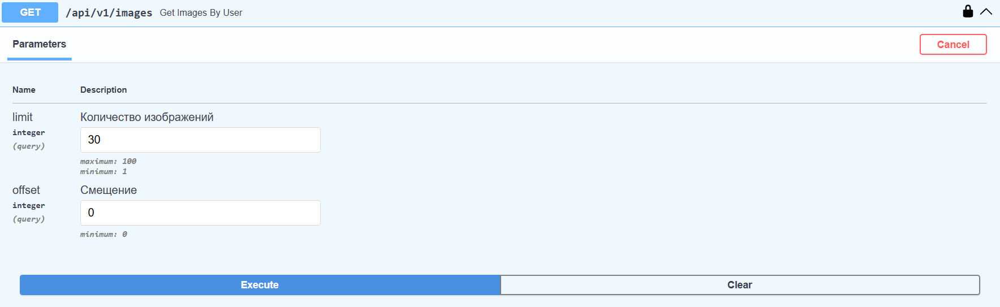 GET /api/v1/images Get Images By User
Parameters
Cancel
Name Description
limit Количество изображений
integer
(query)
30
maximum: 100
minimum: 1
offset Смещение
integer
(query)
0
minimum: 0
Execute Clear